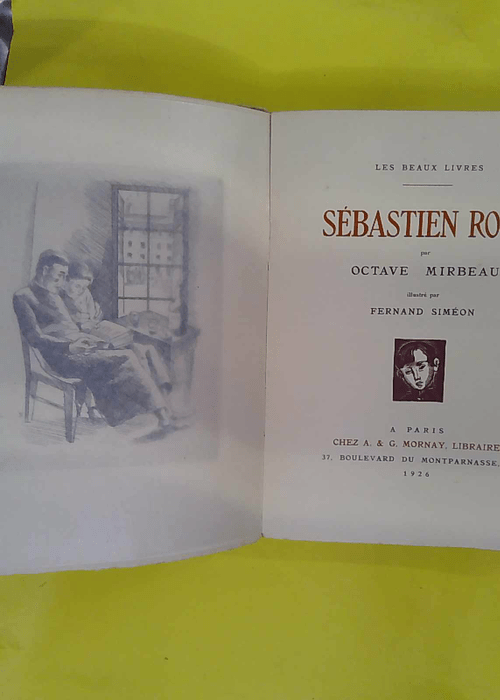 LES BEAUX LIVRES
SÉBASTIEN RO
par
OCTAVE MIRBEAU
illustré par
FERNAND SIMÉON
A PARIS
CHEZ A. & G. MORNAY, LIBRAIRE
37, BOULEVARD DU MONTPARNASSE,
1926